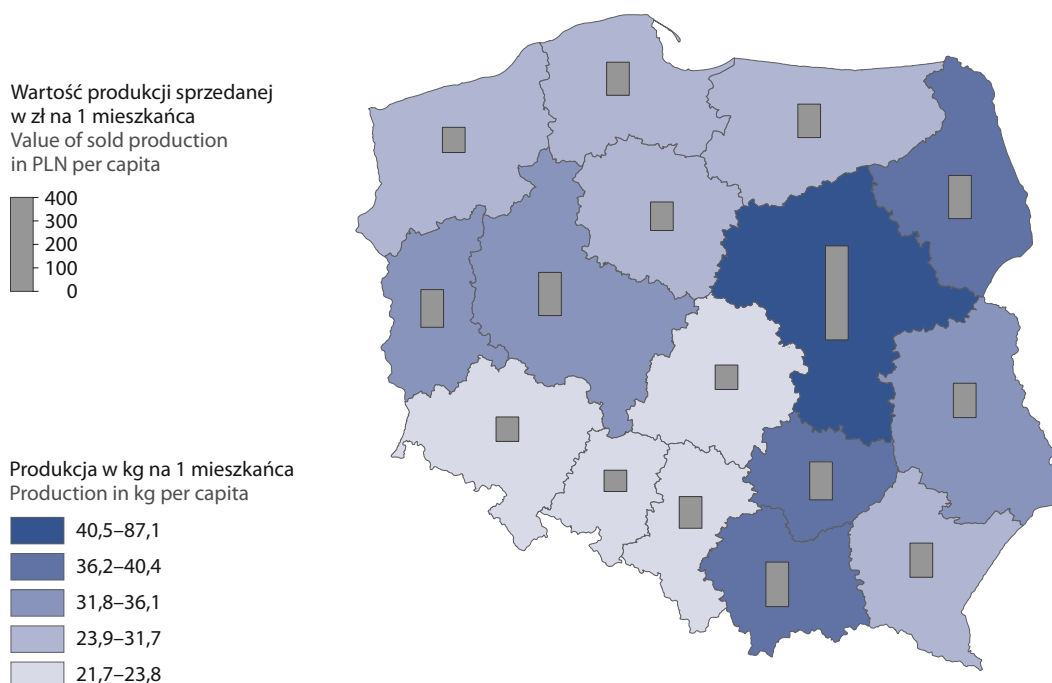 Wartość produkcji sprzedanej
w zł na 1 mieszkańca
Value of sold production
in PLN per capita
400
300
200
100
0
Produkcja w kg na 1 mieszkańca
Production in kg per capita
40,5–87,1
36,2–40,4
31,8–36,1
23,9–31,7
21,7–23,8